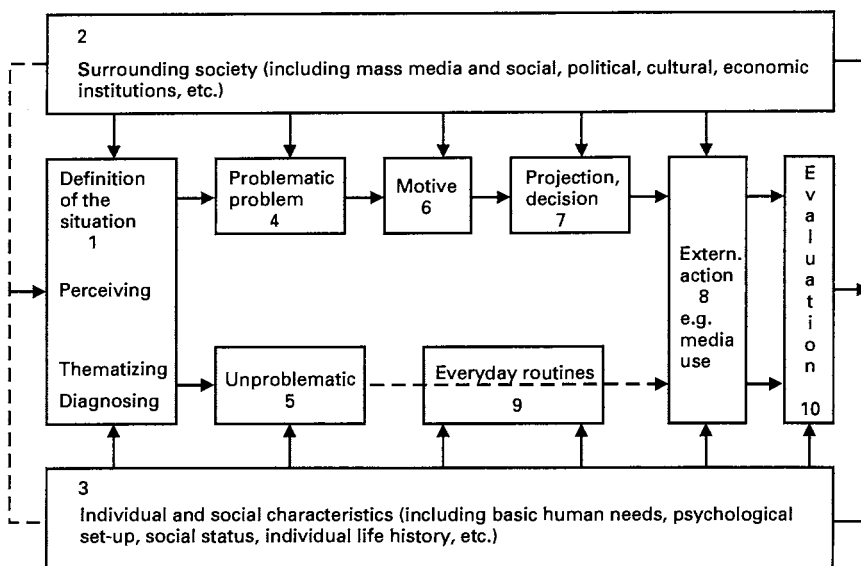 2
Surrounding society (including mass media and social, political, cultural, economic
institutions, etc.)
Definition
of the
situation
1
Perceiving
Thematizing
Diagnosing
Problematic
problem
4
Motive
6
Projection,
decision
7
Unproblematic
5
Everyday routines
9
Extern.
action
8
e.g.
media
use
E
v
a
l
u
a
t
i
o
n
10
3
Individual and social characteristics (including basic human needs, psychological
set-up, social status, individual life history, etc.)